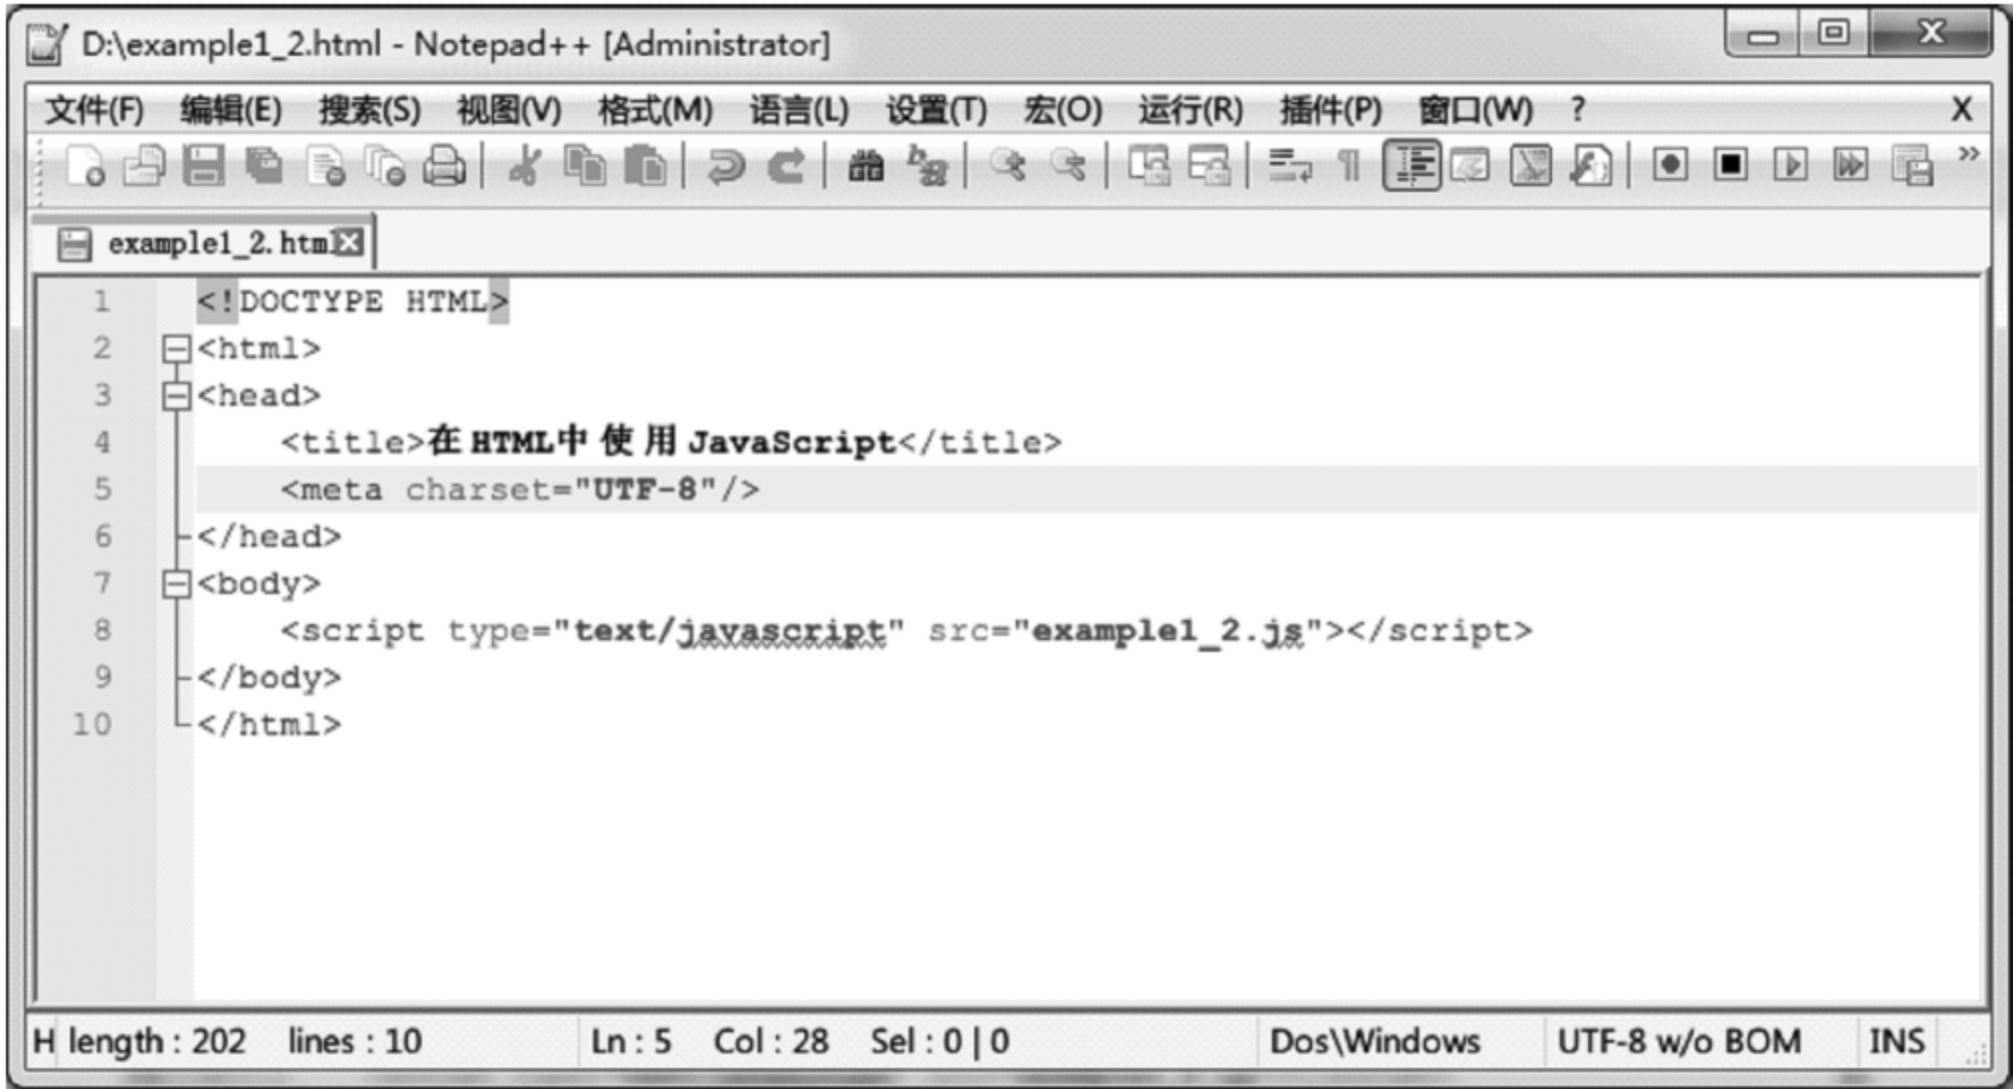 D:\example1_2.html - Notepad++ [Administrator]
文件(F) 编辑(E) 搜索(S) 视图(V) 格式(M) 语言(L) 设置(T) 宏(O) 运行(R) 插件(P) 窗口(W) ? X
example1_2.html
1 <!DOCTYPE HTML>
2 <html>
3 <head>
4     <title>在HTML中使用JavaScript</title>
5     <meta charset="UTF-8"/>
6 </head>
7 <body>
8     <script type="text/javascript" src="example1_2.js"></script>
9 </body>
10 </html>
H length : 202 lines : 10 Ln : 5 Col : 28 Sel : 0 | 0 Dos\Windows UTF-8 w/o BOM INS